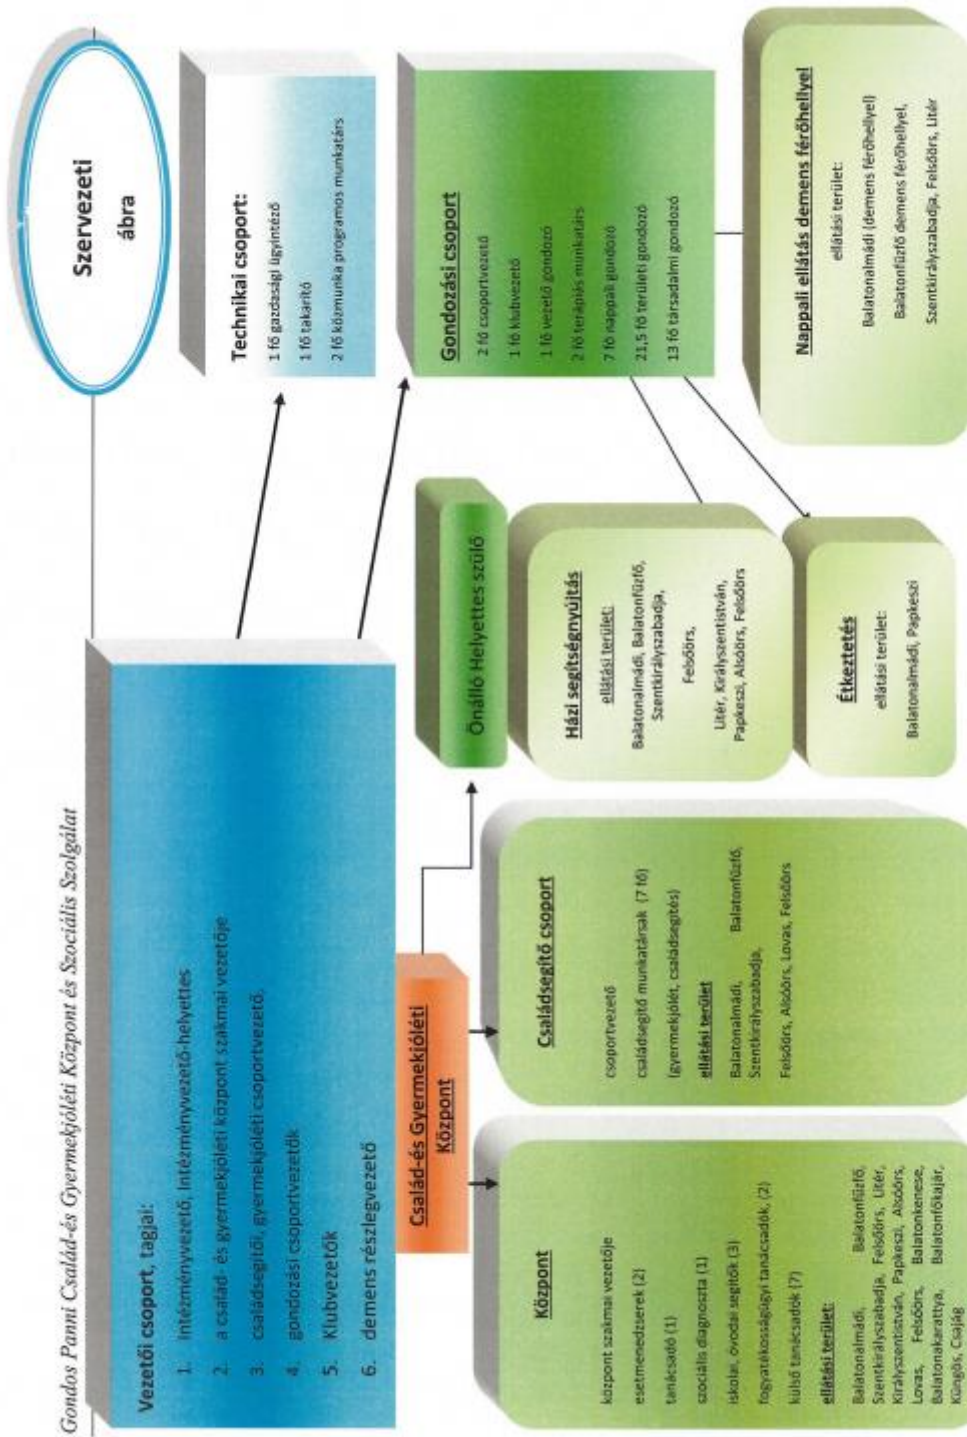 Gondos Panni Család-és Gyermekjóléti Központ és Szociális Szolgálat
Szervezeti
ábra
Vezetői csoport, tagjai:
1. Intézményvezető, Intézményvezető-helyettes
2. a család- és gyermekjóléti központ szakmai vezetője
3. családsegítői, gyermekjóléti csoportvezető,
4. gondozási csoportvezetők
5. Klubvezetők
6. demens részlegvezető
Technikai csoport:
1 fő gazdasági ügyintéző
1 fő takarító
2 fő közmunka programos munkatárs
Család-és Gyermekjóléti
Központ
Önálló Helyettes szülő
Gondozási csoport
2 fő csoportvezető
1 fő klubvezető
1 fő vezető gondozó
2 fő terápiás munkatárs
7 fő nappali gondozó
21,5 fő területi gondozó
13 fő társadalmi gondozó
Központ
központ szakmai vezetője
esetmenedzserek (2)
tanácsadó (1)
szociális diagnoszta (1)
iskolai, óvodai segítők (3)
fogyatékosságügyi tanácsadók, (2)
külső tanácsadók (7)
ellátási terület:
Balatonalmádi, Balatonfűzfő,
Szentkirályszabadja, Felsőörs, Litér,
Királyszentistván, Papkeszi, Alsóörs,
Lovas, Felsőörs, Balatonkenese,
Balatonakarattya, Balatonfőkajár,
Küngös, Csajág
Családsegítő csoport
csoportvezető
családsegítő munkatársak (7 fő)
(gyermekjólét, családsegítés)
ellátási terület
Balatonalmádi, Balatonfűzfő,
Szentkirályszabadja,
Felsőörs, Alsóörs, Lovas, Felsőörs
Házi segítségnyújtás
ellátási terület:
Balatonalmádi, Balatonfűzfő,
Szentkirályszabadja,
Felsőörs,
Litér, Királyszentistván,
Papkeszi, Alsóörs, Felsőörs
Étkeztetés
ellátási terület:
Balatonalmádi, Papkeszi
Nappali ellátás demens férőhellyel
ellátási terület:
Balatonalmádi (demens férőhellyel)
Balatonfűzfő demens férőhellyel,
Szentkirályszabadja, Felsőörs, Litér